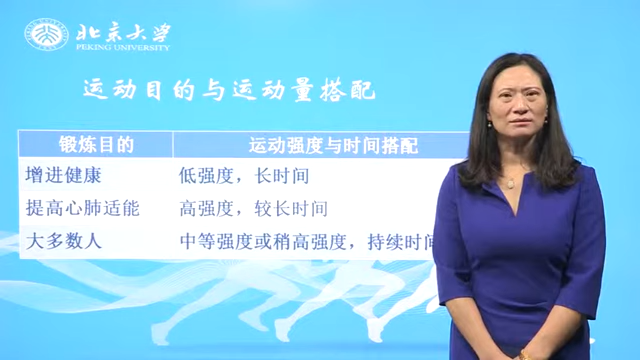 北京大学
PEKING UNIVERSITY
运动目的与运动量搭配
锻炼目的 运动强度与时间搭配
增进健康 低强度，长时间
提高心肺适能 高强度，较长时间
大多数人 中等强度或稍高强度，持续时间